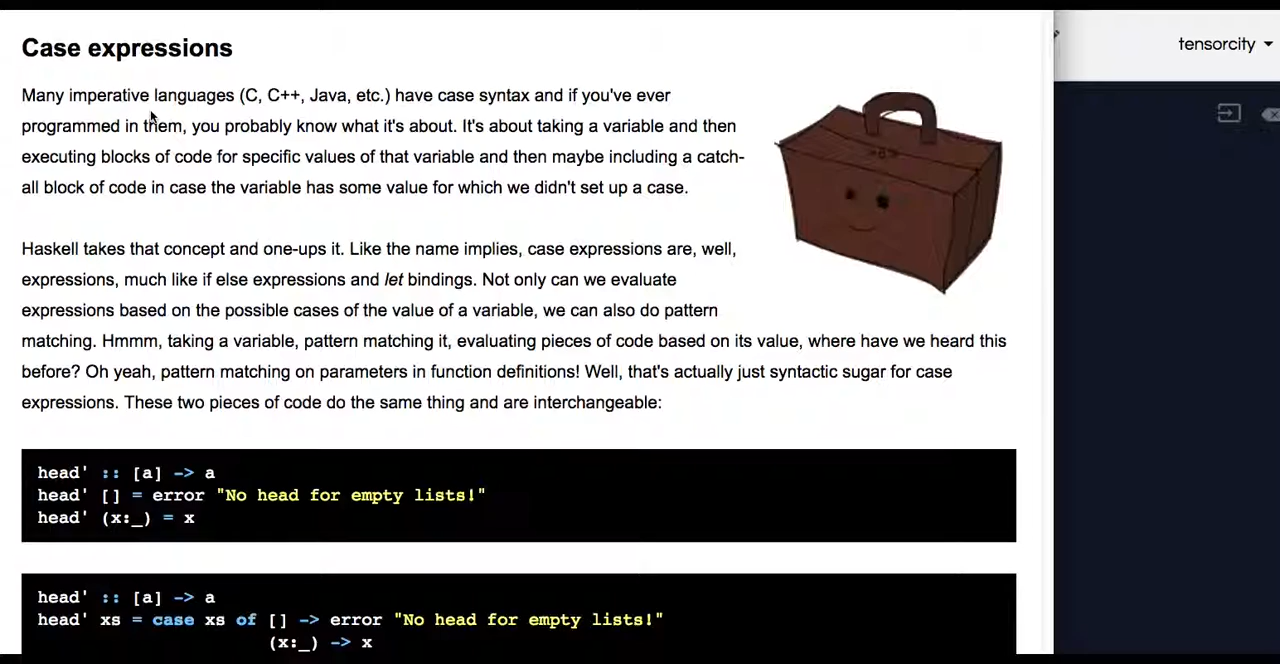 Case expressions
tensorcity
Many imperative languages (C, C++, Java, etc.) have case syntax and if you've ever
programmed in them, you probably know what it's about. It's about taking a variable and then
executing blocks of code for specific values of that variable and then maybe including a catch-
all block of code in case the variable has some value for which we didn't set up a case.
Haskell takes that concept and one-ups it. Like the name implies, case expressions are, well,
expressions, much like if else expressions and let bindings. Not only can we evaluate
expressions based on the possible cases of the value of a variable, we can also do pattern
matching. Hmmm, taking a variable, pattern matching it, evaluating pieces of code based on its value, where have we heard this
before? Oh yeah, pattern matching on parameters in function definitions! Well, that's actually just syntactic sugar for case
expressions. These two pieces of code do the same thing and are interchangeable:
head' :: [a] -> a
head' [] = error "No head for empty lists!"
head' (x:_) = x
head' :: [a] -> a
head' xs = case xs of [] -> error "No head for empty lists!"
(x:_) -> x